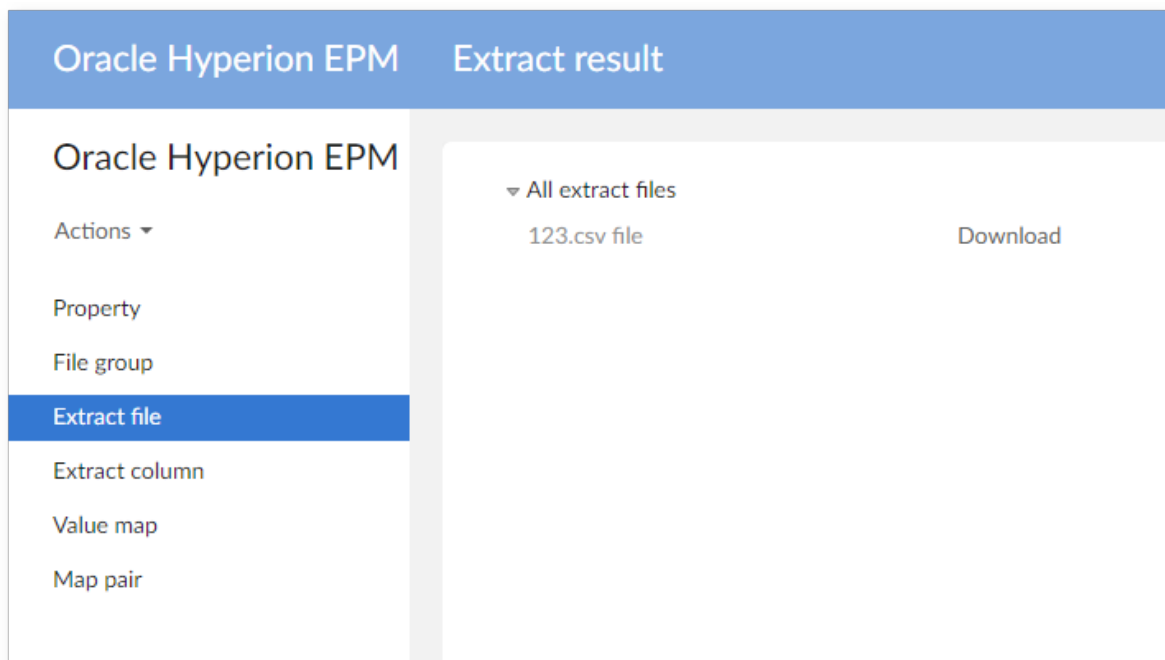 Oracle Hyperion EPM Extract result
Oracle Hyperion EPM
Actions
Property
File group
Extract file
Extract column
Value map
Map pair
All extract files
123.csv file Download